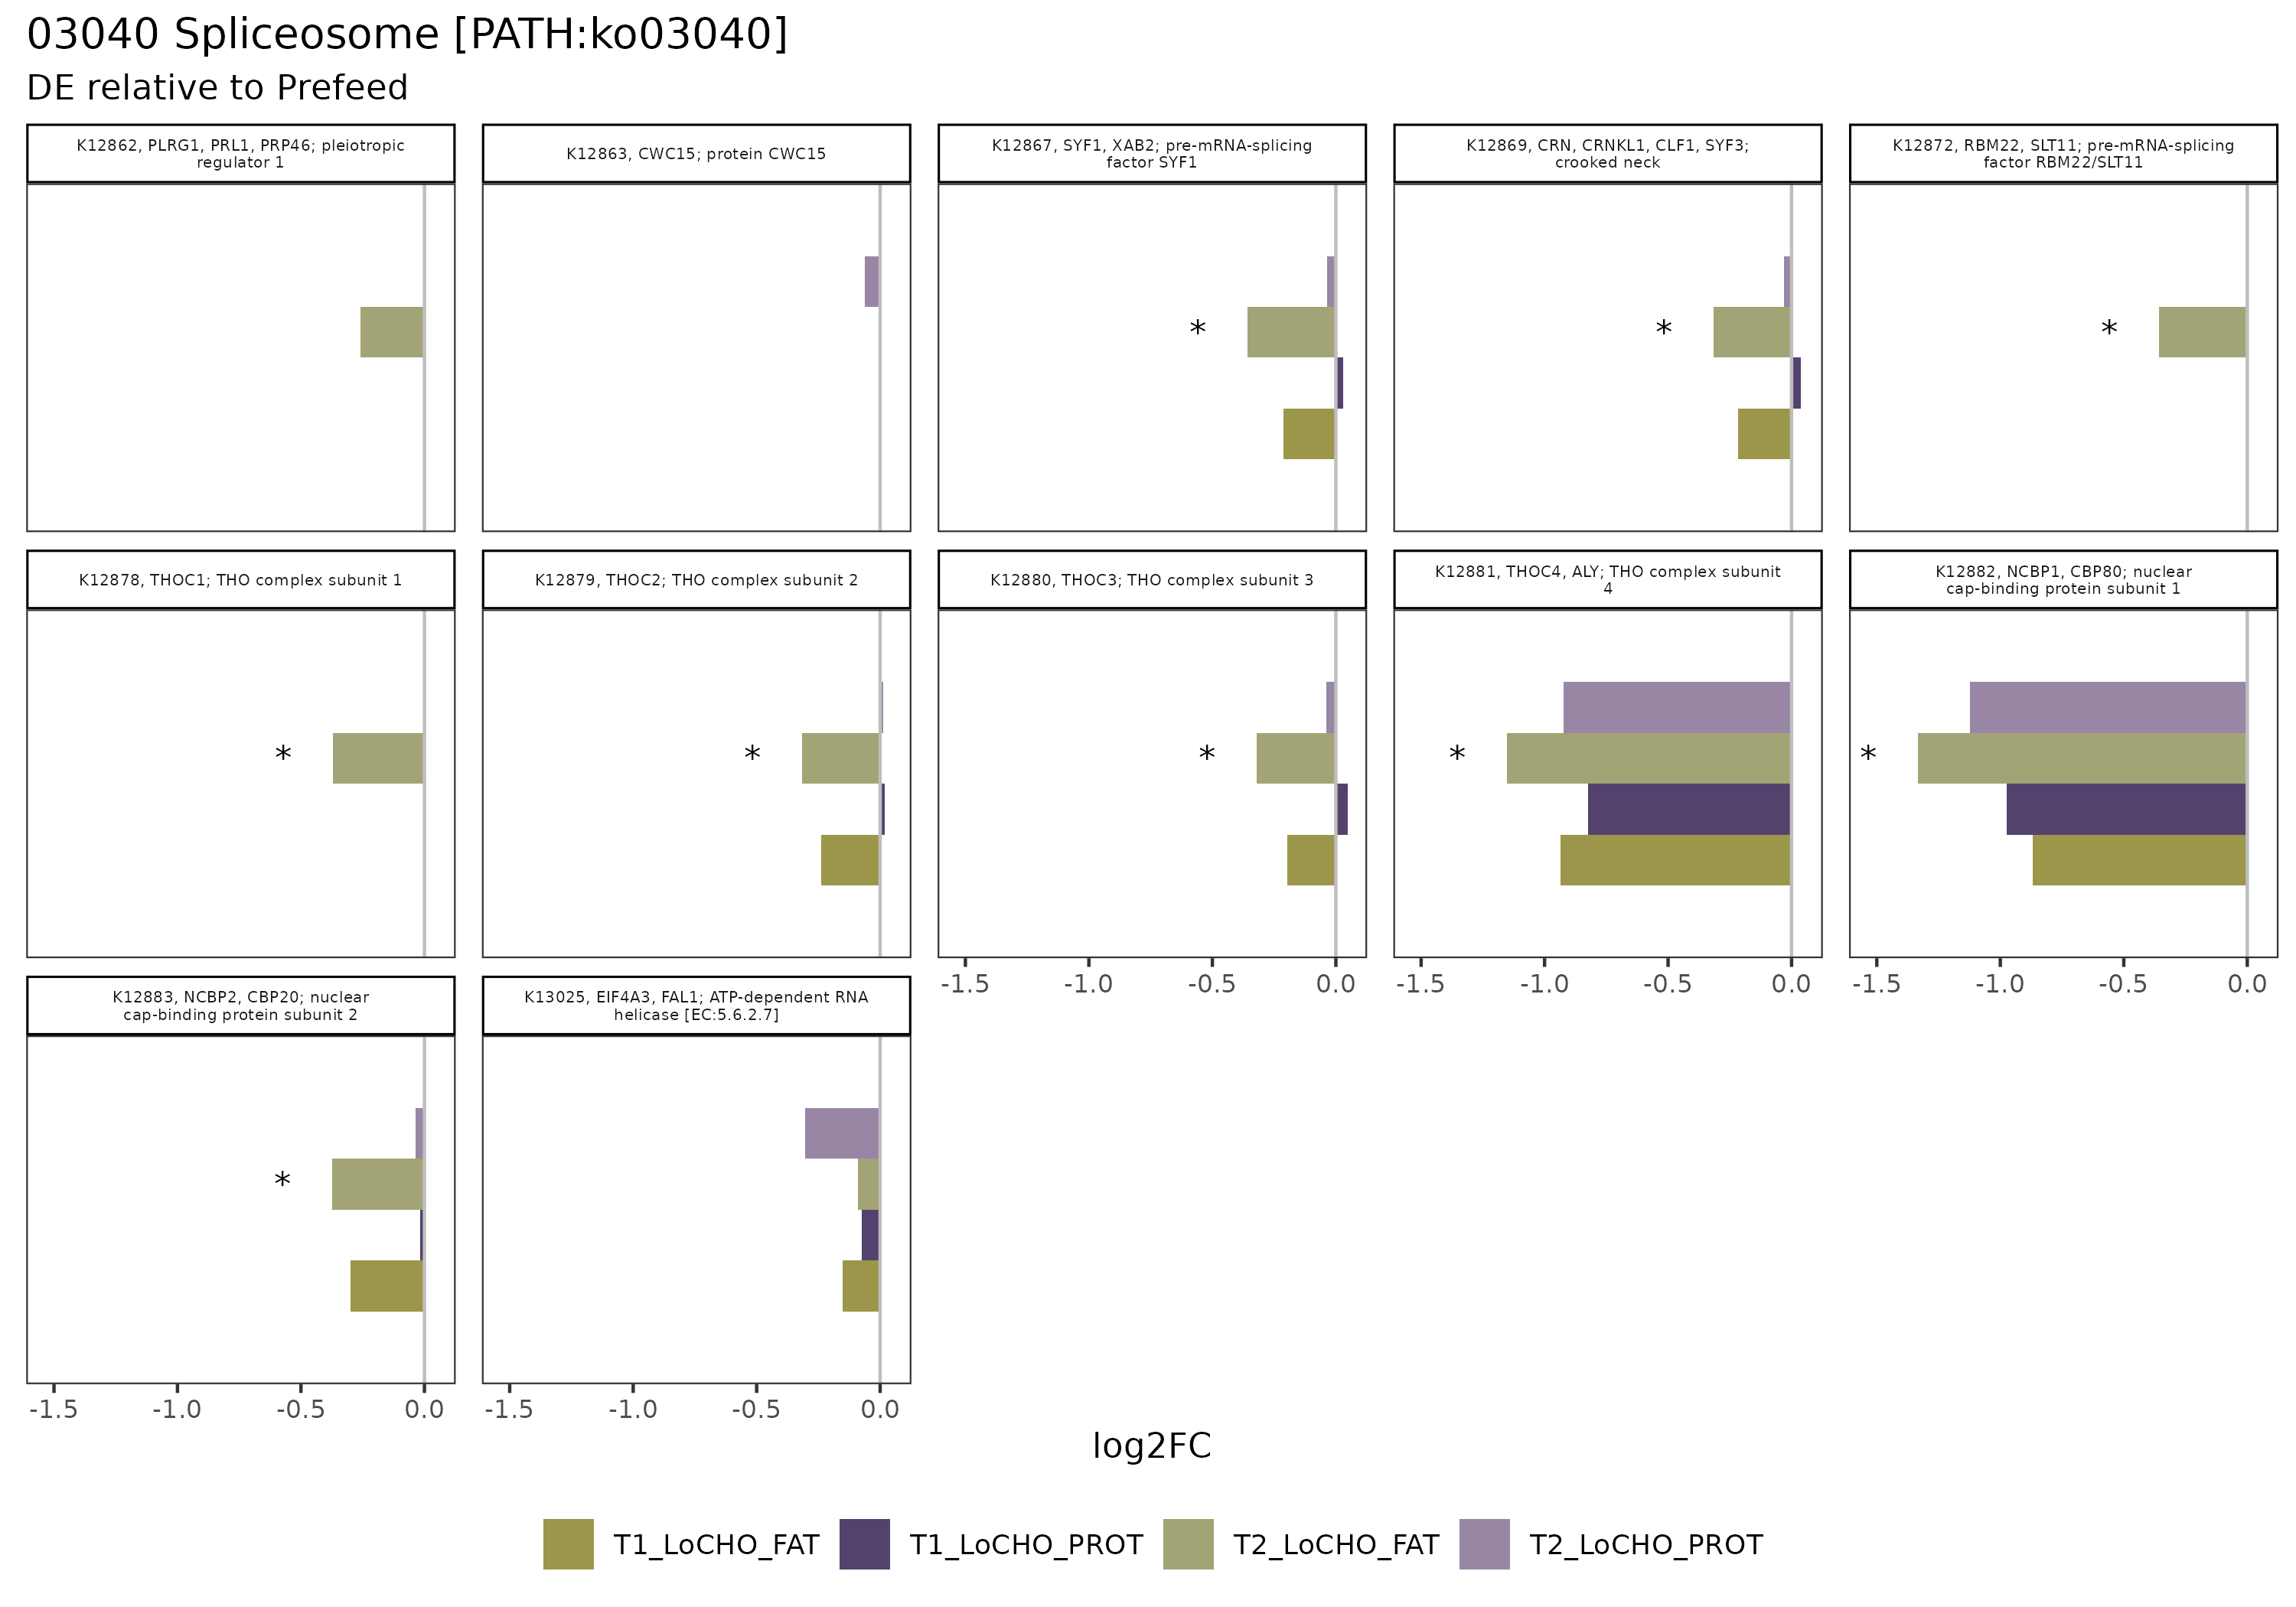 03040 Spliceosome [PATH:ko03040]
DE relative to Prefeed
K12862, PLRG1, PRL1, PRP46; pleiotropic
regulator 1
K12863, CWC15; protein CWC15
K12867, SYF1, XAB2; pre-mRNA-splicing
factor SYF1
K12869, CRN, CRNKL1, CLF1, SYF3;
crooked neck
K12872, RBM22, SLT11; pre-mRNA-splicing
factor RBM22/SLT11
*
*
*
K12878, THOC1; THO complex subunit 1
K12879, THOC2; THO complex subunit 2
K12880, THOC3; THO complex subunit 3
K12881, THOC4, ALY; THO complex subunit
4
K12882, NCBP1, CBP80; nuclear
cap-binding protein subunit 1
*
*
*
*
*
-1.5 -1.0 -0.5 0.0
-1.5 -1.0 -0.5 0.0
-1.5 -1.0 -0.5 0.0
K12883, NCBP2, CBP20; nuclear
cap-binding protein subunit 2
K13025, EIF4A3, FAL1; ATP-dependent RNA
helicase [EC:5.6.2.7]
*
-1.5 -1.0 -0.5 0.0
-1.5 -1.0 -0.5 0.0
log2FC
T1_LoCHO_FAT T1_LoCHO_PROT T2_LoCHO_FAT T2_LoCHO_PROT